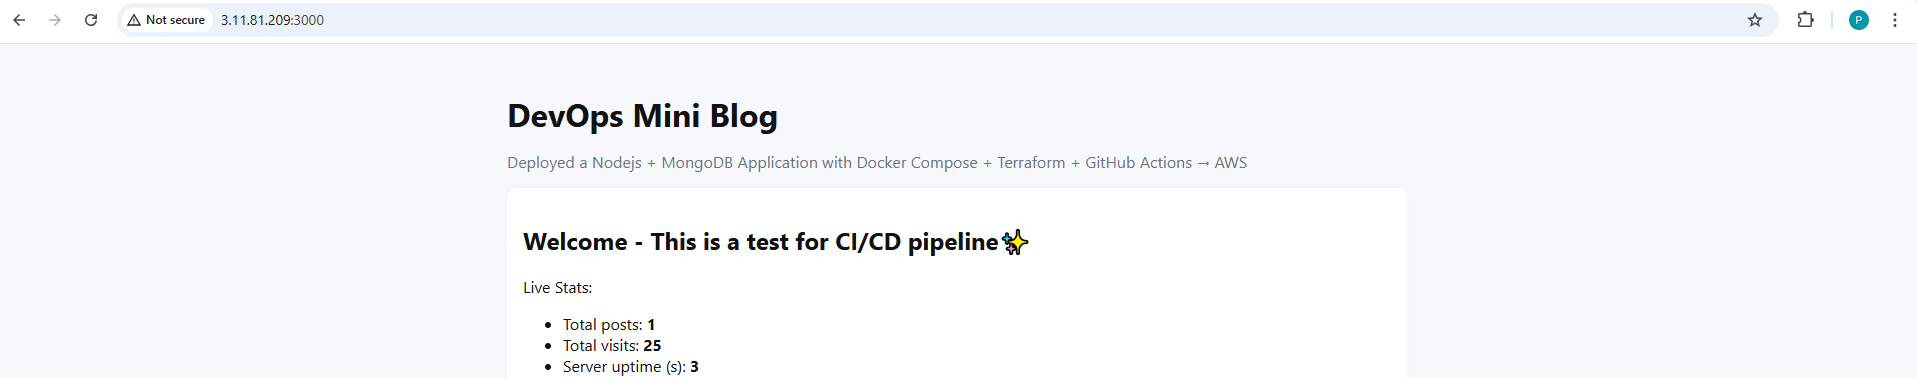 Not secure 3.11.81.209:3000 P
DevOps Mini Blog
Deployed a Nodejs + MongoDB Application with Docker Compose + Terraform + GitHub Actions → AWS
Welcome - This is a test for CI/CD pipeline✨
Live Stats:
• Total posts: 1
• Total visits: 25
• Server uptime (s): 3